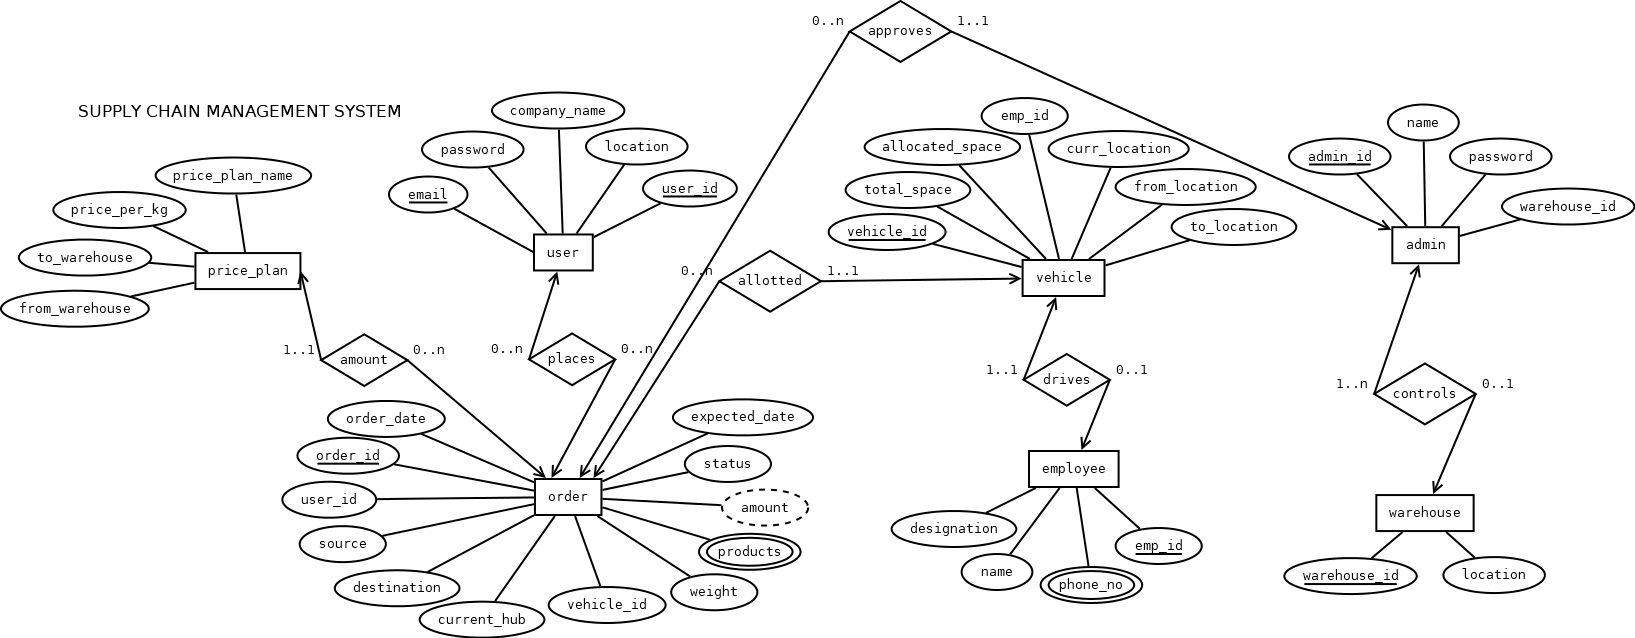 0..n
approves
1..1
SUPPLY CHAIN MANAGEMENT SYSTEM
price_plan_name
price_per_kg
to_warehouse
from_warehouse
price_plan
company_name
password
location
email
user_id
user
emp_id
allocated_space
curr_location
total_space
from_location
vehicle_id
to_location
vehicle
name
admin_id
password
warehouse_id
admin
0..n
allotted
1..1
1..1
amount
0..n
0..n
places
0..n
1..1
drives
0..1
1..n
controls
0..1
order_date
order_id
user_id
source
destination
current_hub
vehicle_id
weight
products
amount
status
expected_date
order
employee
designation
name
phone_no
emp_id
warehouse
warehouse_id
location